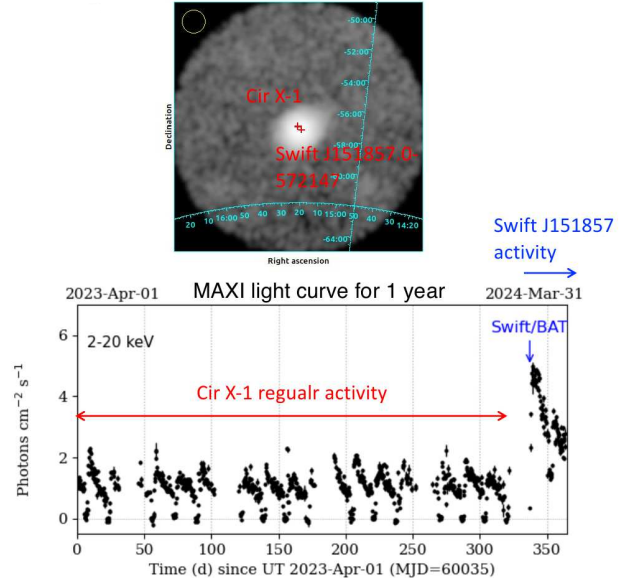 -50:00
-52:00
-54:00
Cir X-1
-56:00
-58:00
Swift J151857.0-
572147
-60:00
-62:00
-64:00
20 10 16:00 50 40 30 20 10 15:00 50 40 30 14:20
Declination
Right ascension
Swift J151857
activity
2023-Apr-01 MAXI light curve for 1 year 2024-Mar-31
2-20 keV
Swift/BAT
Cir X-1 regualr activity
Photons cm⁻² s⁻¹
6
4
2
0
0 50 100 150 200 250 300 350
Time (d) since UT 2023-Apr-01 (MJD=60035)